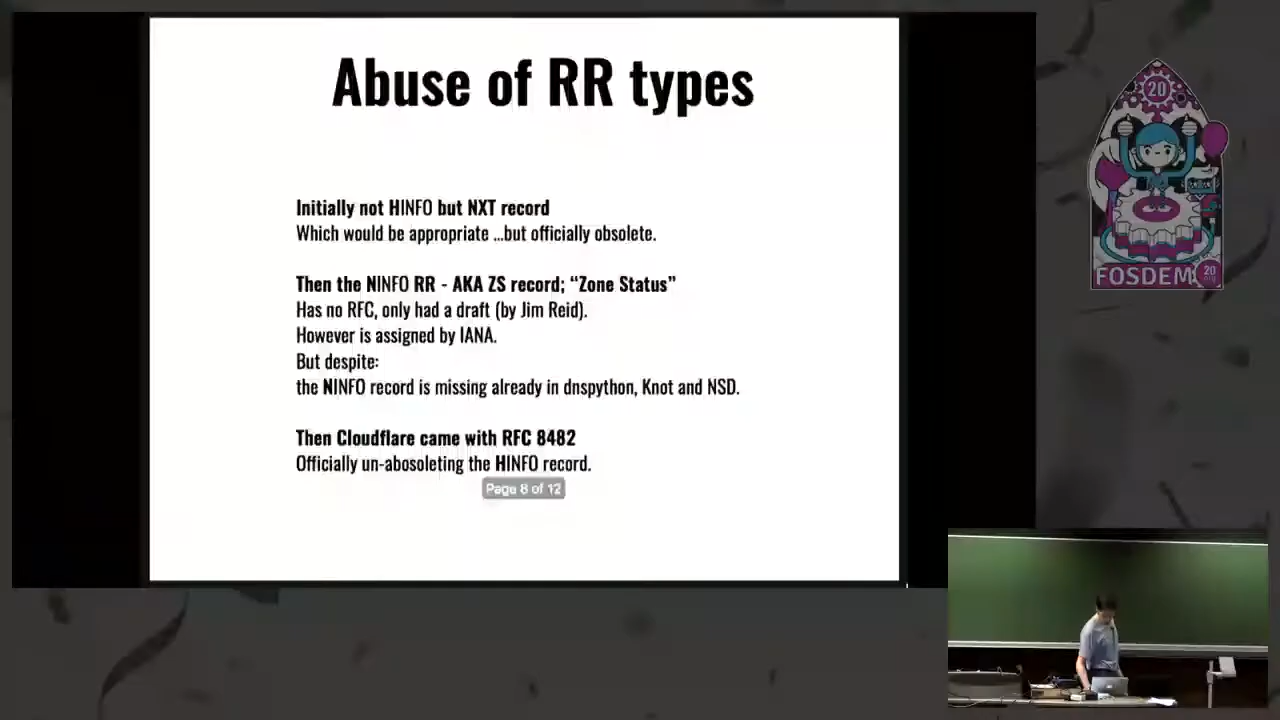 Abuse of RR types
Initially not HINFO but NXT record
Which would be appropriate ...but officially obsolete.
Then the NINFO RR - AKA ZS record; “Zone Status”
Has no RFC, only had a draft (by Jim Reid).
However is assigned by IANA.
But despite:
the NINFO record is missing already in dnspython, Knot and NSD.
Then Cloudflare came with RFC 8482
Officially un-abosoleting the HINFO record.
Page 8 of 12
20
FOSDEM 20